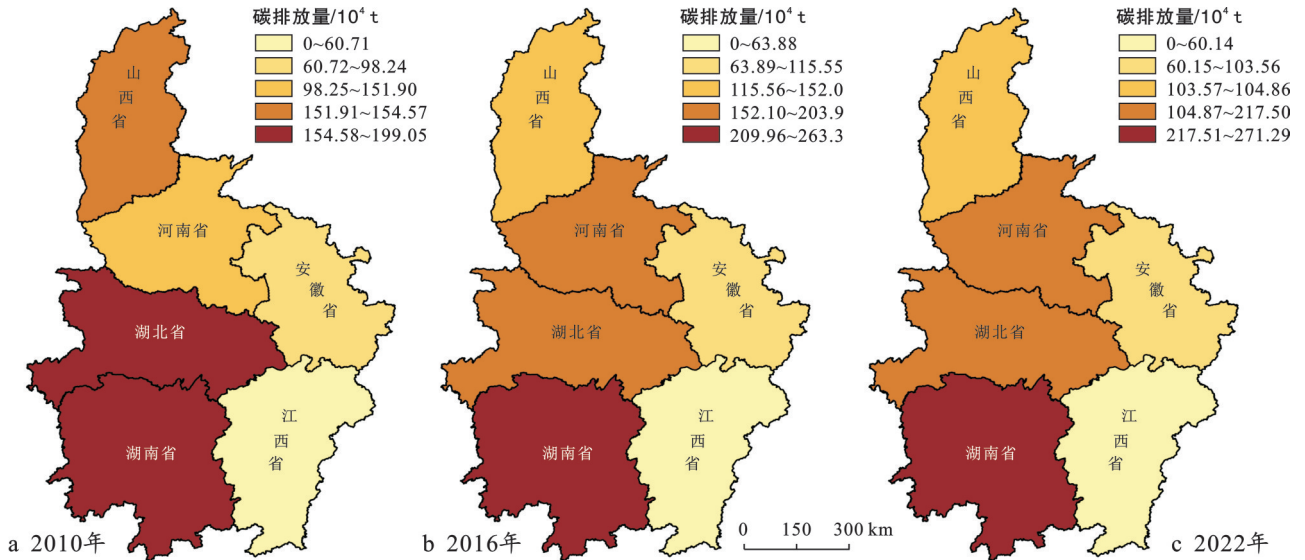 碳排放量/10⁴ t
0~60.71
60.72~98.24
98.25~151.90
151.91~154.57
154.58~199.05
山西省
河南省
安徽省
湖北省
湖南省
江西省
a 2010年
碳排放量/10⁴ t
0~63.88
63.89~115.55
115.56~152.0
152.10~203.9
209.96~263.3
山西省
河南省
安徽省
湖北省
湖南省
江西省
b 2016年
0 150 300 km
碳排放量/10⁴ t
0~60.14
60.15~103.56
103.57~104.86
104.87~217.50
217.51~271.29
山西省
河南省
安徽省
湖北省
湖南省
江西省
c 2022年